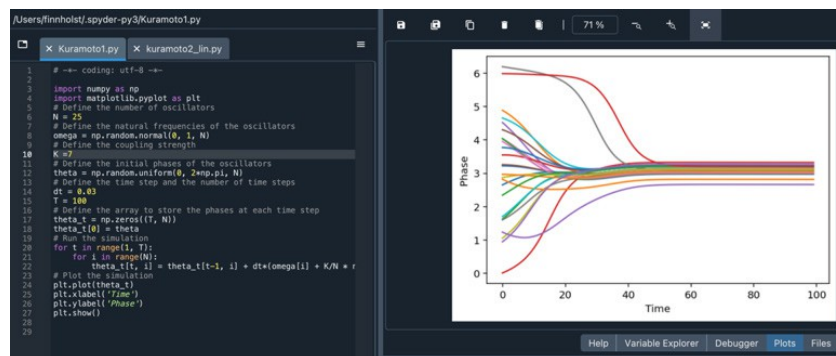 /Users/finnholst/.spyder-py3/Kuramoto1.py
71 %
Kuramoto1.py
kuramoto2_lin.py
1 # -*- coding: utf-8 -*-
2
3 import numpy as np
4 import matplotlib.pyplot as plt
5 # Define the number of oscillators
6 N = 25
7 # Define the natural frequencies of the oscillators
8 omega = np.random.normal(0, 1, N)
9 # Define the coupling strength
10 K =7
11 # Define the initial phases of the oscillators
12 theta = np.random.uniform(0, 2*np.pi, N)
13 # Define the time step and the number of time steps
14 dt = 0.03
15 T = 100
16 # Define the array to store the phases at each time step
17 theta_t = np.zeros((T, N))
18 theta_t[0] = theta
19 # Run the simulation
20 for t in range(1, T):
21 for i in range(N):
22 theta_t[t, i] = theta_t[t-1, i] + dt*(omega[i] + K/N *
23 # Plot the simulation
24 plt.plot(theta_t)
25 plt.xlabel('Time')
26 plt.ylabel('Phase')
27 plt.show()
28
29
6
5
4
3
2
1
0
Phase
0 20 40 60 80 100
Time
Help Variable Explorer Debugger Plots Files